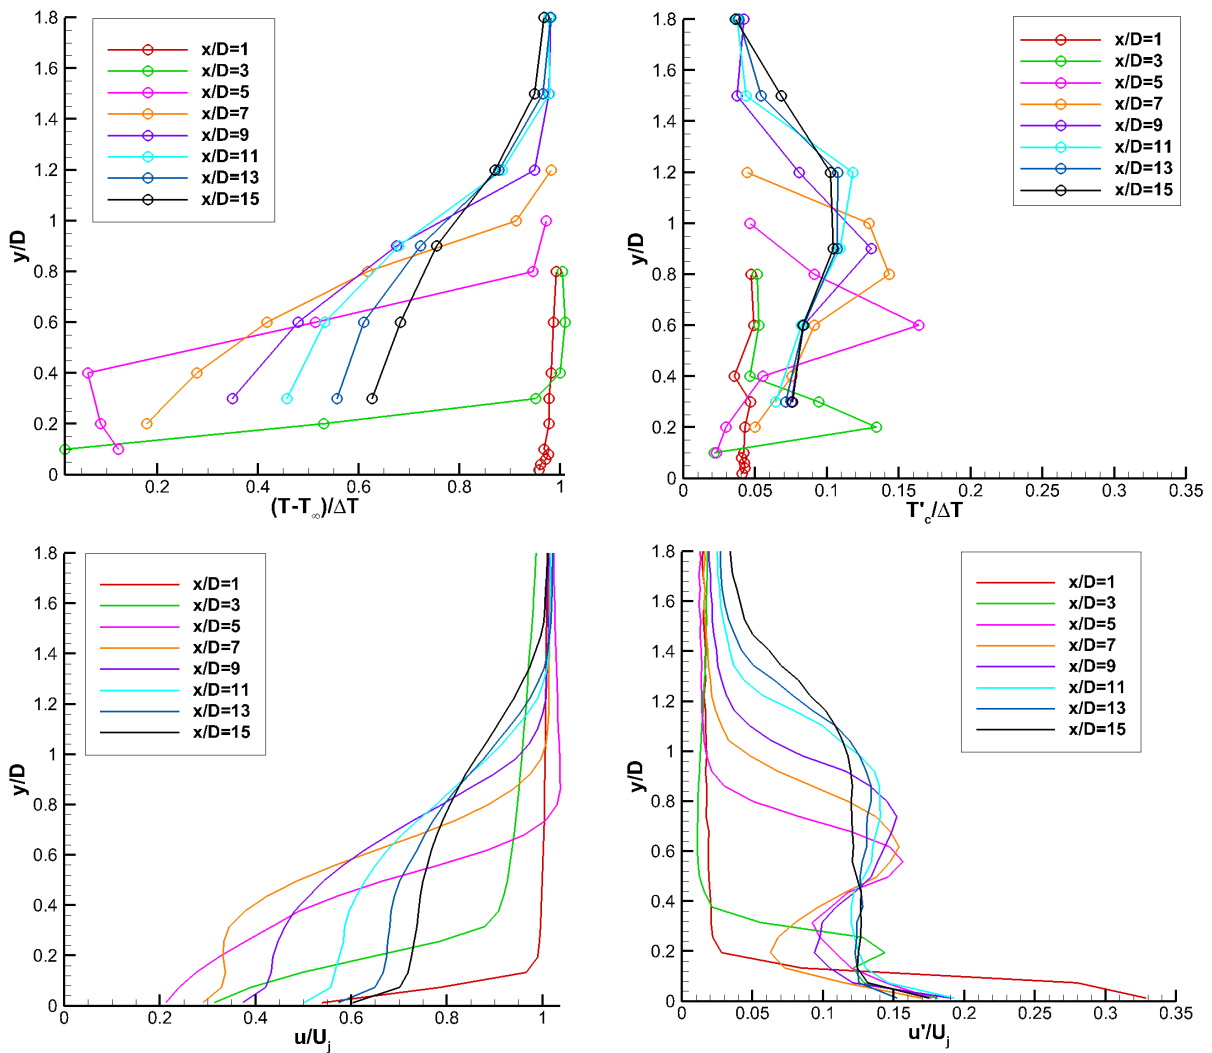 1.8
1.6
1.4
1.2
1
0.8
0.6
0.4
0.2
0
y/D
x/D=1
x/D=3
x/D=5
x/D=7
x/D=9
x/D=11
x/D=13
x/D=15
0.2 0.4 0.6 0.8 1
(T-T∞)/ΔT
1.8
1.6
1.4
1.2
1
0.8
0.6
0.4
0.2
0
y/D
x/D=1
x/D=3
x/D=5
x/D=7
x/D=9
x/D=11
x/D=13
x/D=15
0 0.05 0.1 0.15 0.2 0.25 0.3 0.35
T'c/ΔT
1.8
1.6
1.4
1.2
1
0.8
0.6
0.4
0.2
0
y/D
x/D=1
x/D=3
x/D=5
x/D=7
x/D=9
x/D=11
x/D=13
x/D=15
0 0.2 0.4 0.6 0.8 1
u/Uj
1.8
1.6
1.4
1.2
1
0.8
0.6
0.4
0.2
0
y/D
x/D=1
x/D=3
x/D=5
x/D=7
x/D=9
x/D=11
x/D=13
x/D=15
0 0.05 0.1 0.15 0.2 0.25 0.3 0.35
u'/Uj